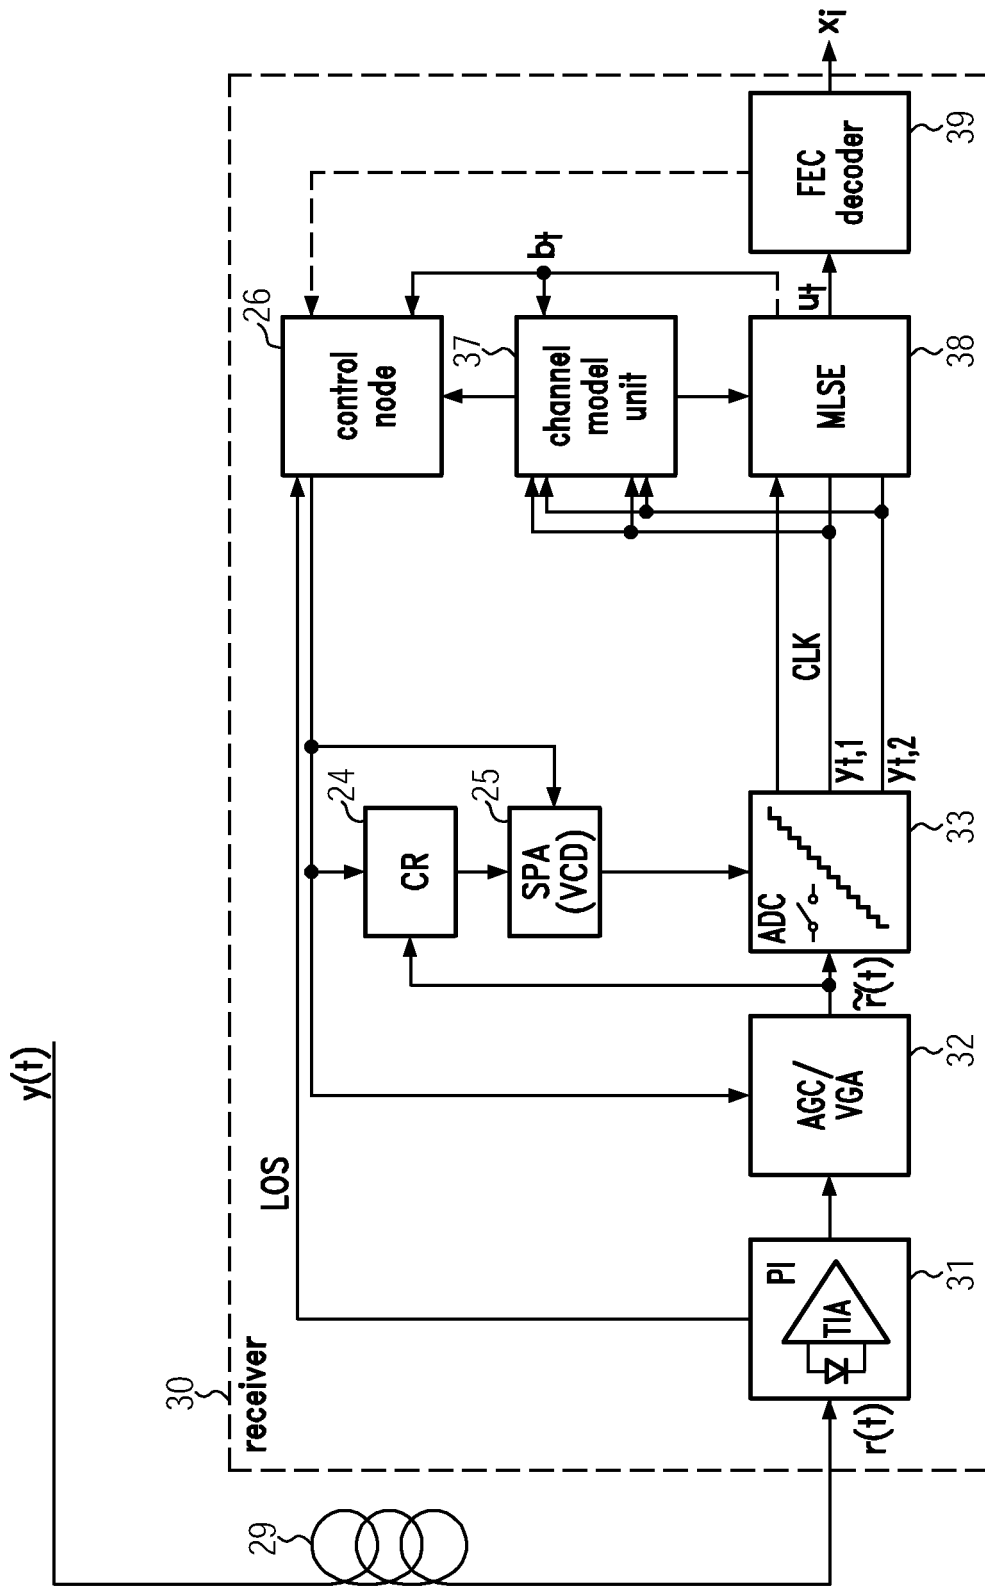 y(t)
29
30
receiver
LOS
r(t)
PI
TIA
31
AGC/
VGA
32
r̃(t)
24
CR
25
SPA
(VCD)
ADC
33
CLK
yt,1
yt,2
26
control
node
37
channel
model
unit
bt
MLSE
38
ut
FEC
decoder
39
xi